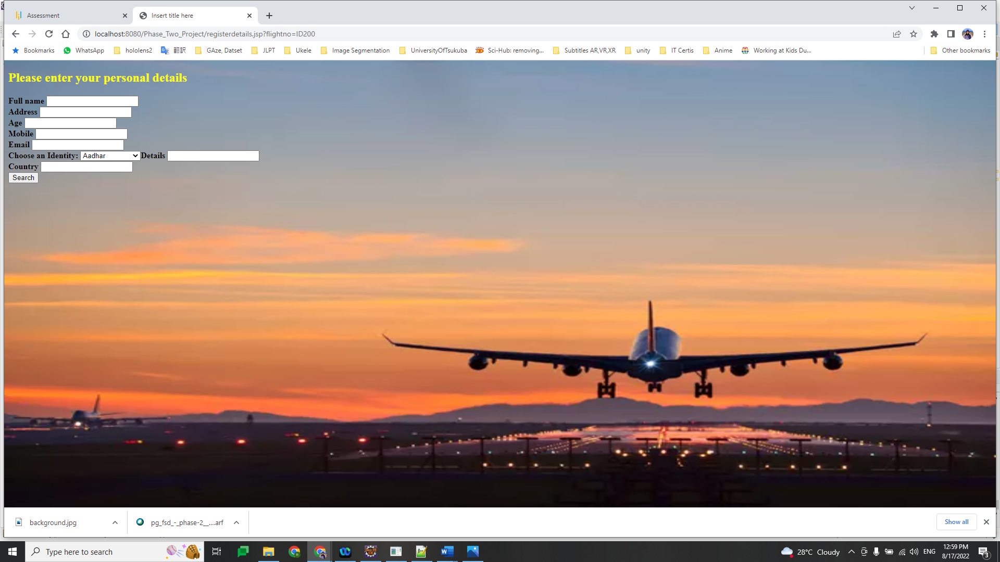 Assessment
Insert title here
localhost:8080/Phase_Two_Project/registerdetails.jsp?flightno=ID200
Bookmarks WhatsApp hololens2 翻訳 GAze, Datset JLPT Ukele Image Segmentation UniversityOfTsukuba Sci-Hub: removing... Subtitles AR,VR,XR unity IT Certis Anime Working at Kids Du... Other bookmarks
Please enter your personal details
Full name
Address
Age
Mobile
Email
Choose an Identity: Aadhar Details
Country
Search
background.jpg pg_fsd_-_phase-2__....arf Show all
Type here to search 28°C Cloudy ENG 12:59 PM
8/17/2022 3